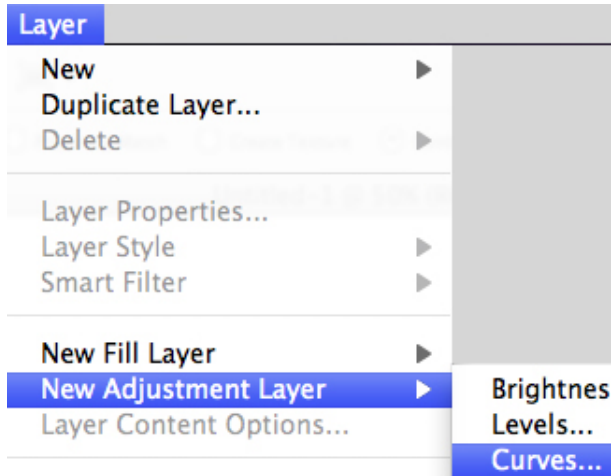 Layer
New
Duplicate Layer...
Delete
Layer Properties...
Layer Style
Smart Filter
New Fill Layer
New Adjustment Layer
Brightnes
Layer Content Options...
Levels...
Curves...